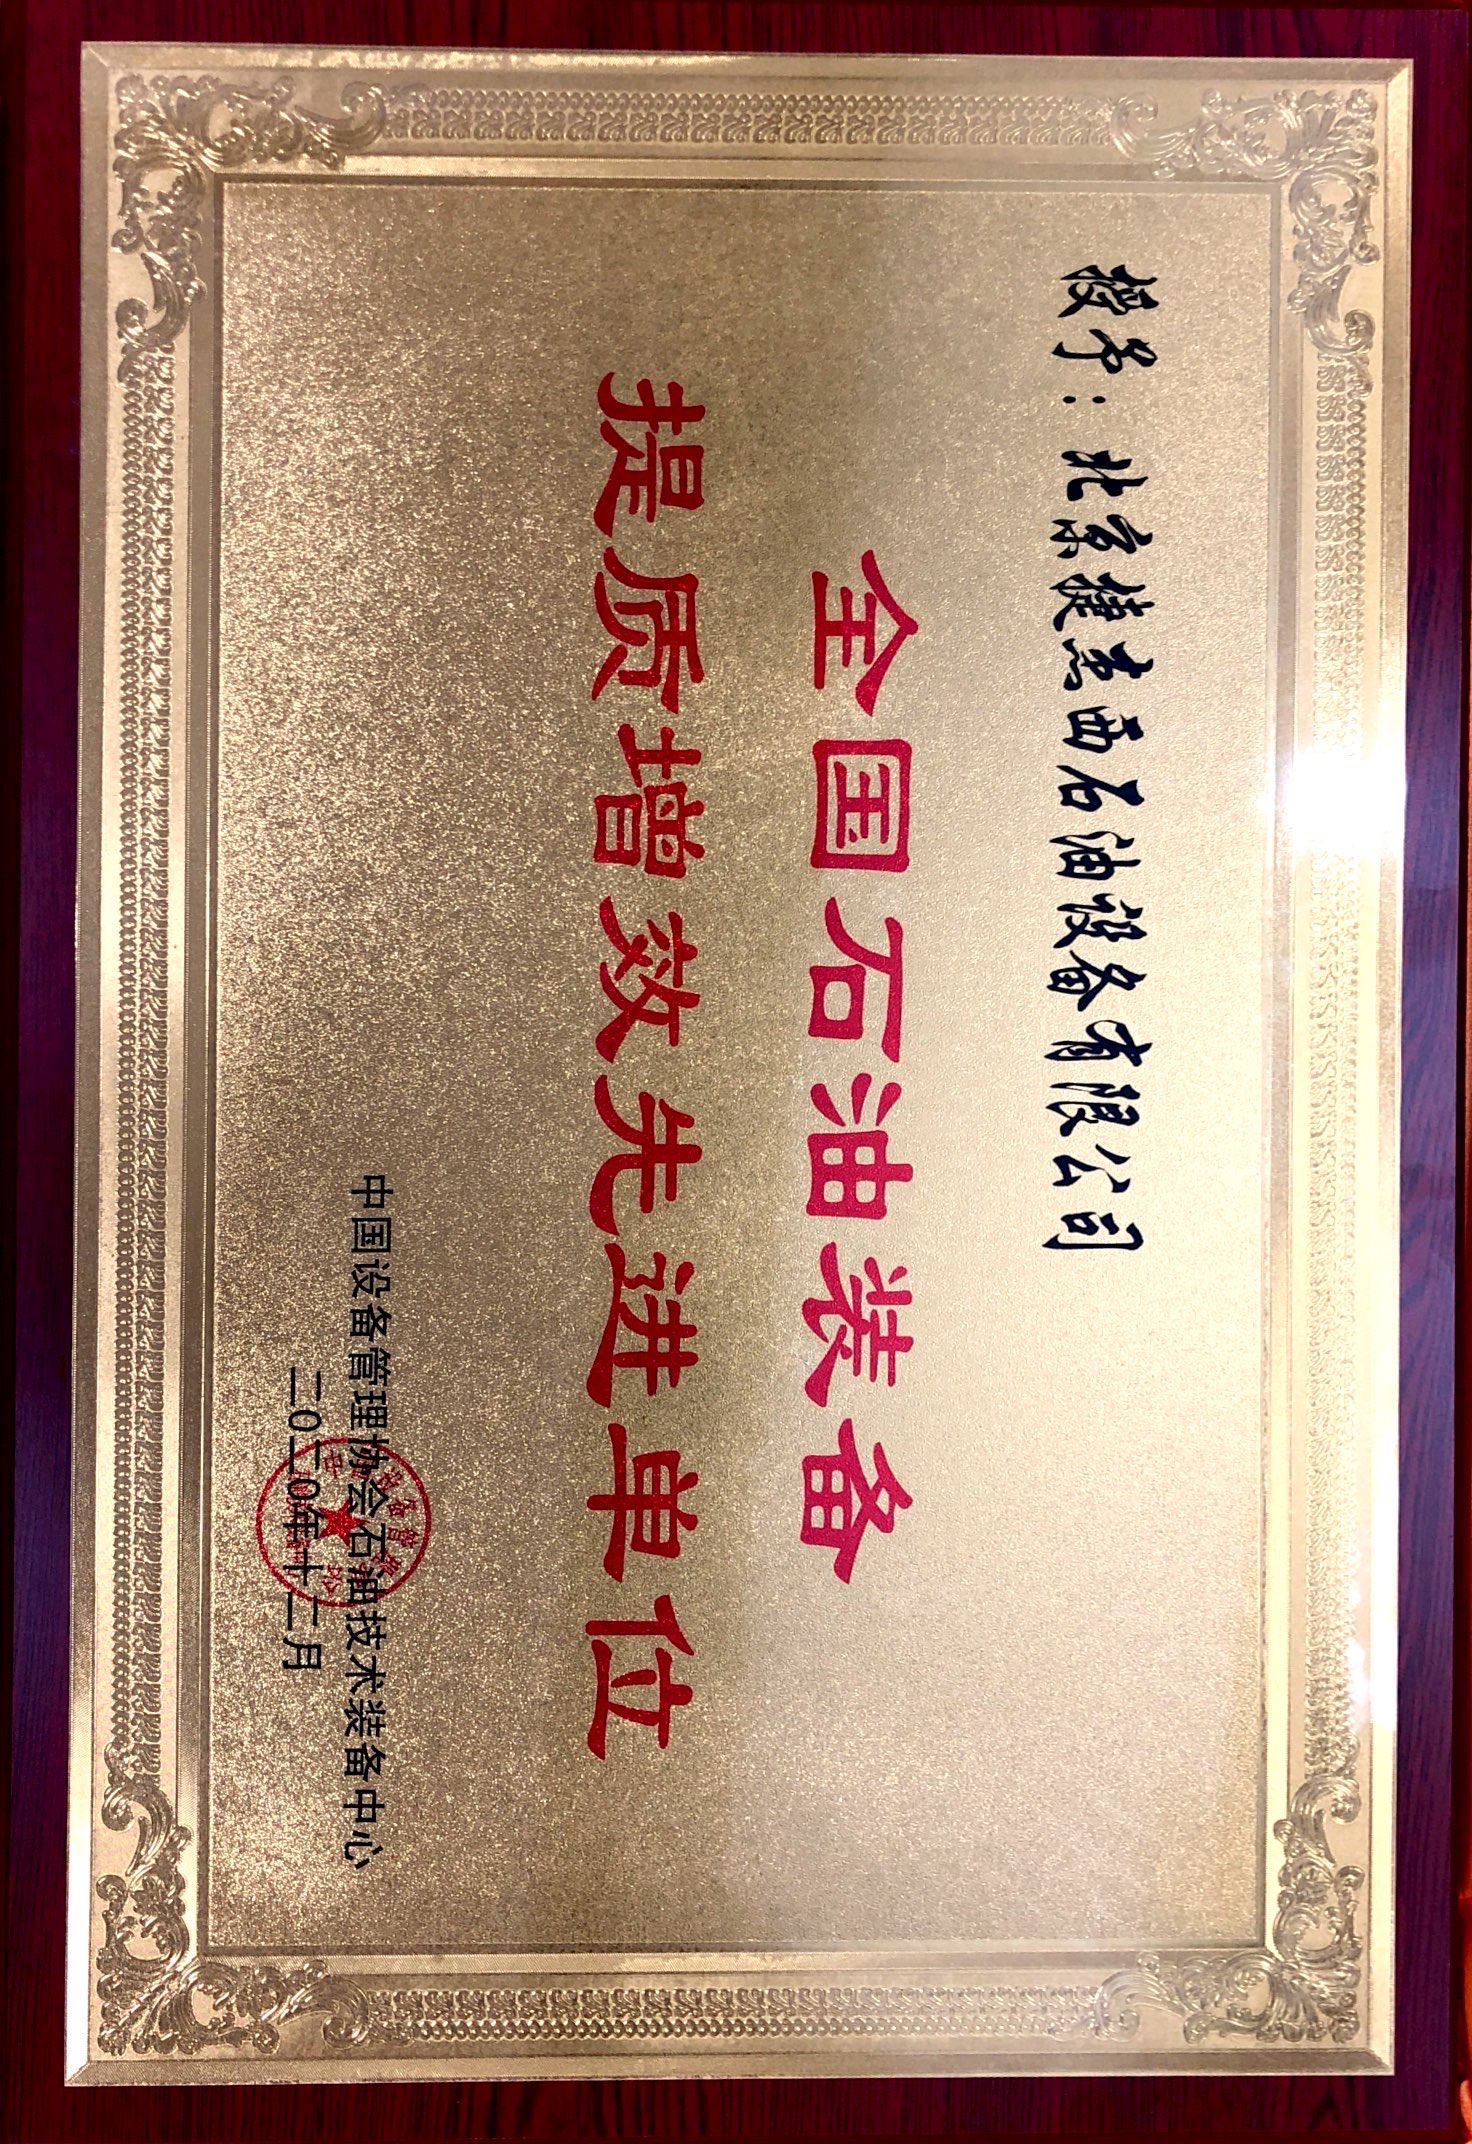 授予：北京捷杰西石油设备有限公司
全国石油装备
提质增效先进单位
中国设备管理协会石油技术装备中心
二〇二〇年十二月